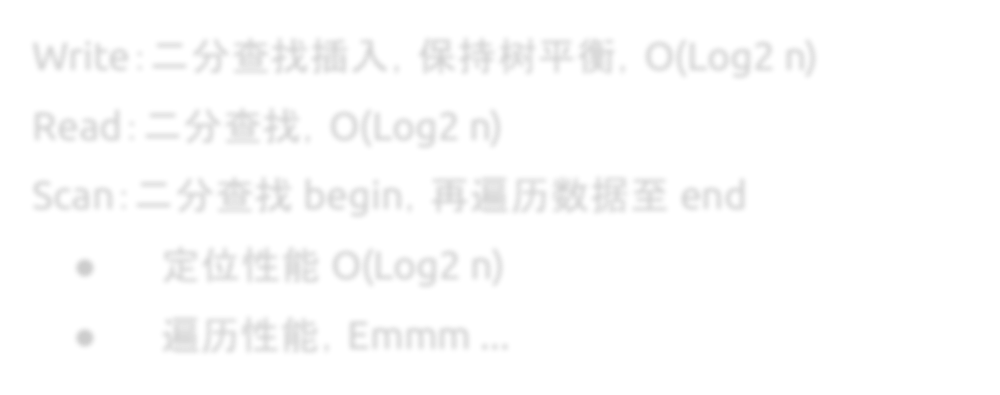 Write：二分查找插入，保持树平衡，O(Log2 n)
Read：二分查找，O(Log2 n)
Scan：二分查找 begin，再遍历数据至 end
● 定位性能 O(Log2 n)
● 遍历性能，Emmm ...